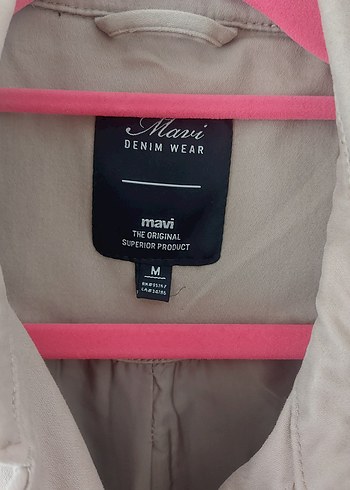 Mavi
DENIM WEAR
mavi
THE ORIGINAL
SUPERIOR PRODUCT
M